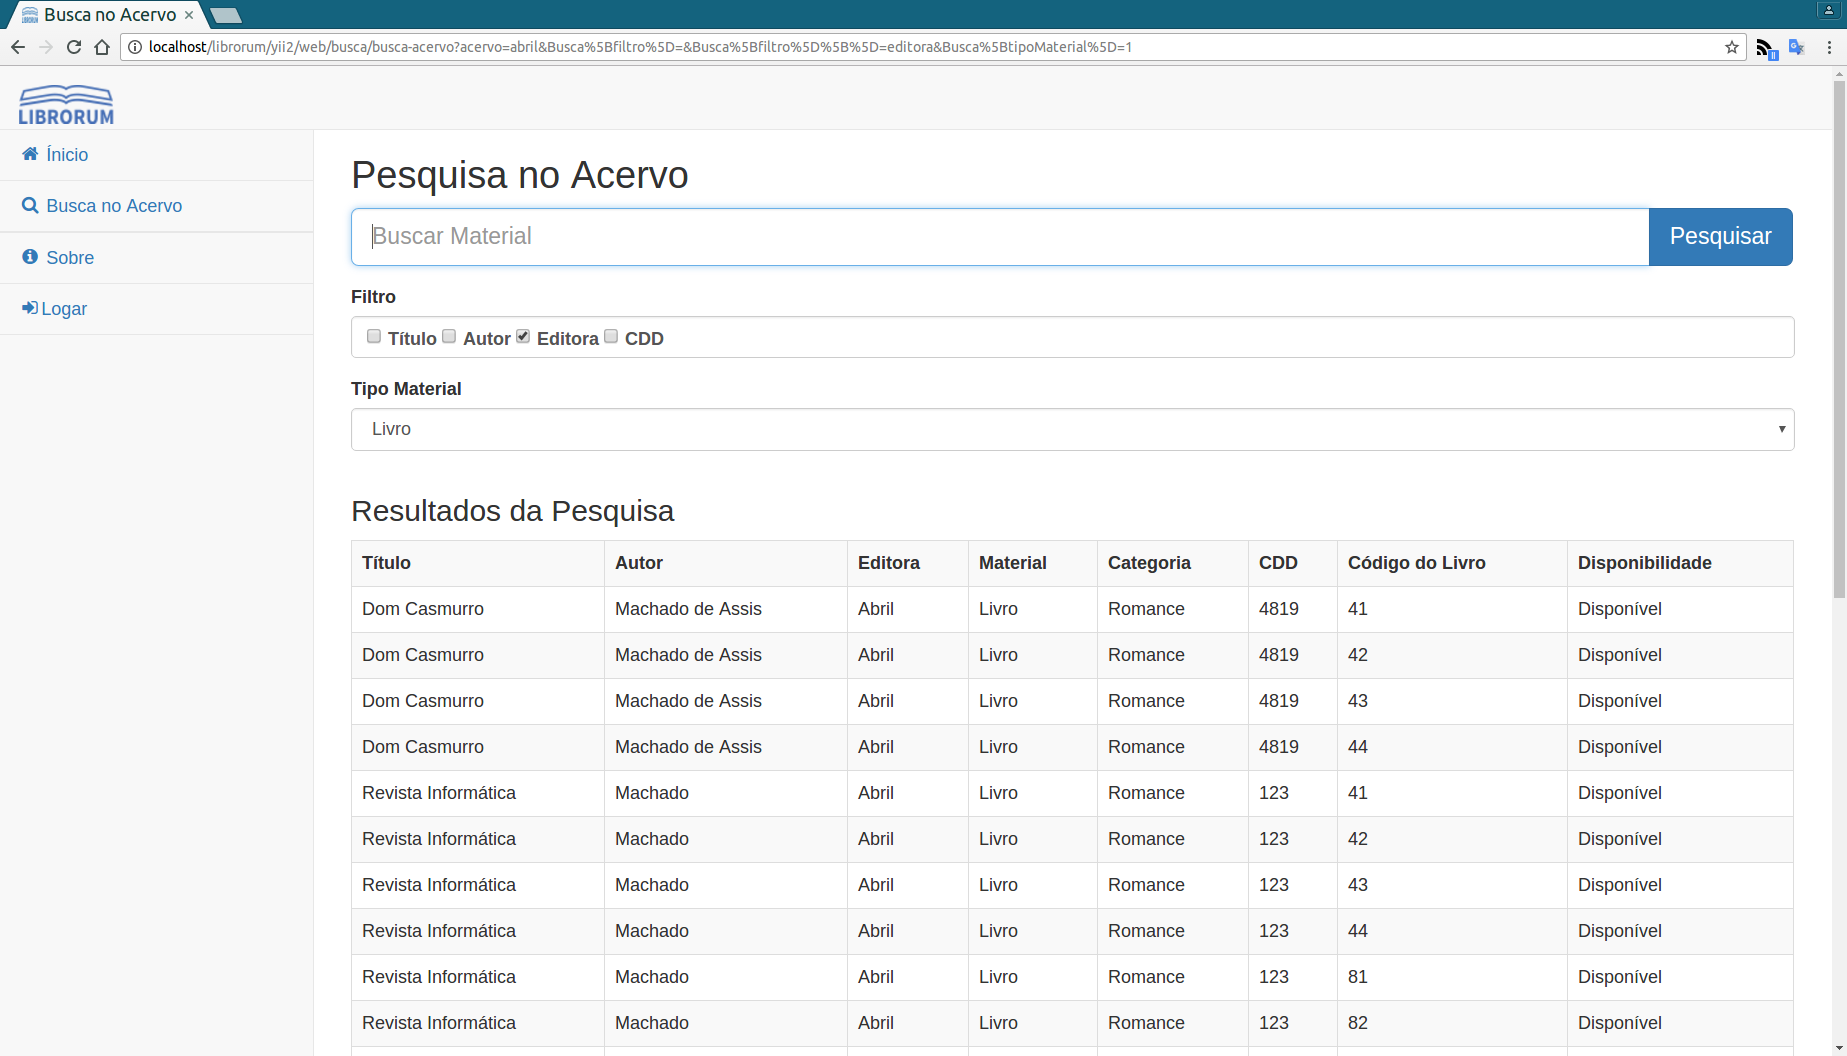 Busca no Acervo
localhost/librorum/yii2/web/busca/busca-acervo?acervo=abril&Busca%5Bfiltro%5D=&Busca%5Bfiltro%5D%5B%5D=editora&Busca%5BtipoMaterial%5D=1
LIBRORUM
Ínicio
Busca no Acervo
Sobre
Logar
Pesquisa no Acervo
Buscar Material Pesquisar
Filtro
Título Autor Editora CDD
Tipo Material
Livro
Resultados da Pesquisa
Título Autor Editora Material Categoria CDD Código do Livro Disponibilidade
Dom Casmurro Machado de Assis Abril Livro Romance 4819 41 Disponível
Dom Casmurro Machado de Assis Abril Livro Romance 4819 42 Disponível
Dom Casmurro Machado de Assis Abril Livro Romance 4819 43 Disponível
Dom Casmurro Machado de Assis Abril Livro Romance 4819 44 Disponível
Revista Informática Machado Abril Livro Romance 123 41 Disponível
Revista Informática Machado Abril Livro Romance 123 42 Disponível
Revista Informática Machado Abril Livro Romance 123 43 Disponível
Revista Informática Machado Abril Livro Romance 123 44 Disponível
Revista Informática Machado Abril Livro Romance 123 81 Disponível
Revista Informática Machado Abril Livro Romance 123 82 Disponível